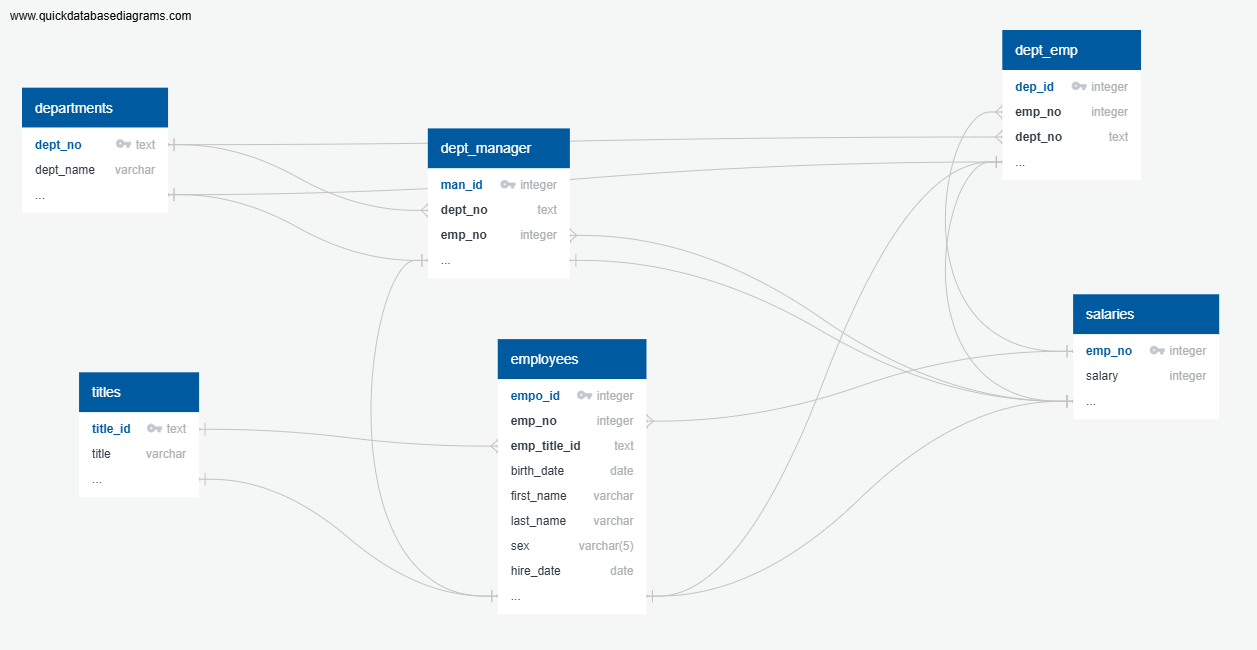 www.quickdatabasediagrams.com
departments
dept_no text
dept_name varchar
...
dept_manager
man_id integer
dept_no text
emp_no integer
...
dept_emp
dep_id integer
emp_no integer
dept_no text
...
titles
title_id text
title varchar
...
employees
empo_id integer
emp_no integer
emp_title_id text
birth_date date
first_name varchar
last_name varchar
sex varchar(5)
hire_date date
...
salaries
emp_no integer
salary integer
...